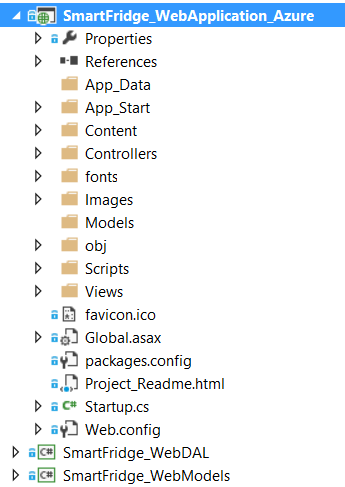 SmartFridge_WebApplication_Azure
Properties
References
App_Data
App_Start
Content
Controllers
fonts
Images
Models
obj
Scripts
Views
favicon.ico
Global.asax
packages.config
Project_Readme.html
Startup.cs
Web.config
SmartFridge_WebDAL
SmartFridge_WebModels